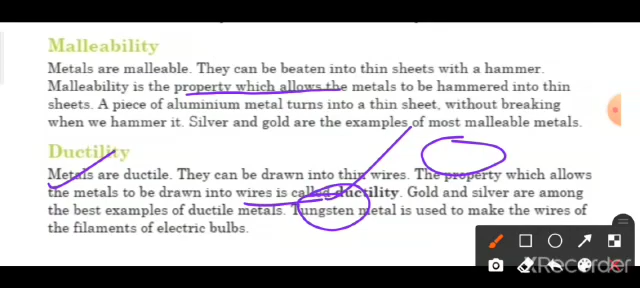 Malleability
Metals are malleable. They can be beaten into thin sheets with a hammer.
Malleability is the property which allows the metals to be hammered into thin
sheets. A piece of aluminium metal turns into a thin sheet, without breaking
when we hammer it. Silver and gold are the examples of most malleable metals.
Ductility
Metals are ductile. They can be drawn into thin wires. The property which allows
the metals to be drawn into wires is called ductility. Gold and silver are among
the best examples of ductile metals. Tungsten metal is used to make the wires of
the filaments of electric bulbs.
XRecorder